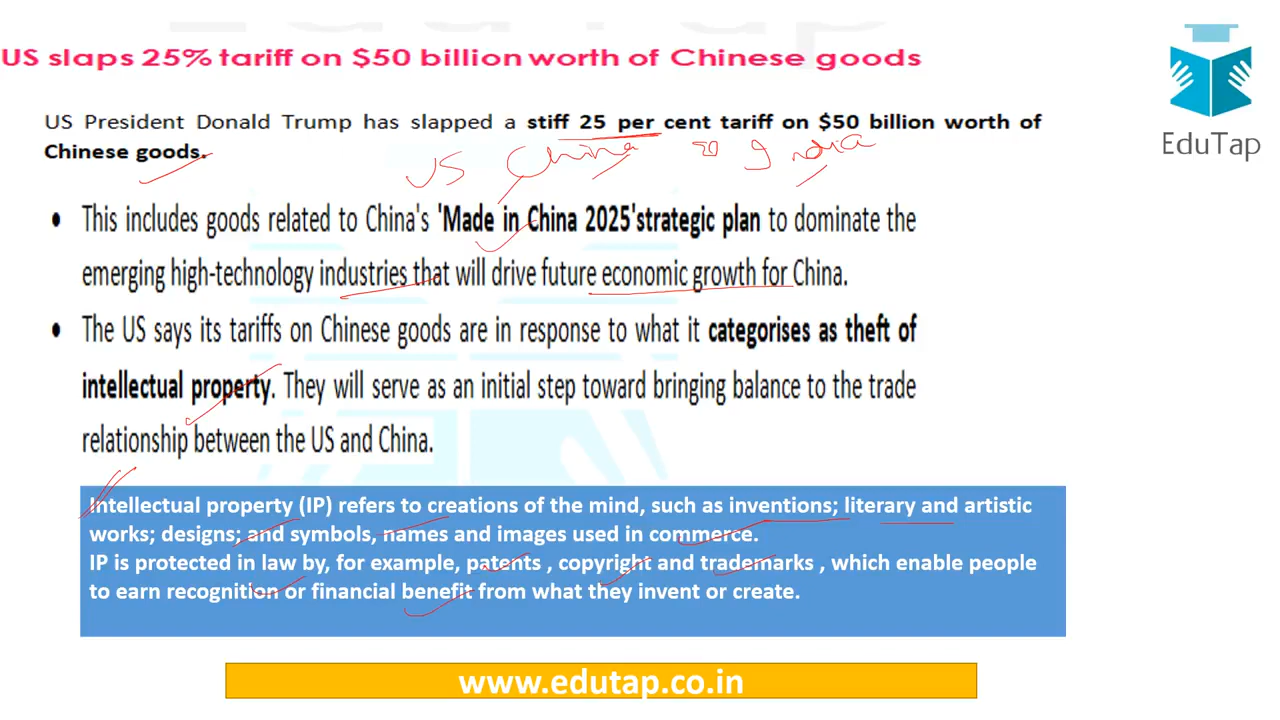 US slaps 25% tariff on $50 billion worth of Chinese goods
EduTap
US President Donald Trump has slapped a stiff 25 per cent tariff on $50 billion worth of
Chinese goods.
US China India
• This includes goods related to China's 'Made in China 2025'strategic plan to dominate the
emerging high-technology industries that will drive future economic growth for China.
• The US says its tariffs on Chinese goods are in response to what it categorises as theft of
intellectual property. They will serve as an initial step toward bringing balance to the trade
relationship between the US and China.
Intellectual property (IP) refers to creations of the mind, such as inventions; literary and artistic
works; designs; and symbols, names and images used in commerce.
IP is protected in law by, for example, patents , copyright and trademarks , which enable people
to earn recognition or financial benefit from what they invent or create.
www.edutap.co.in